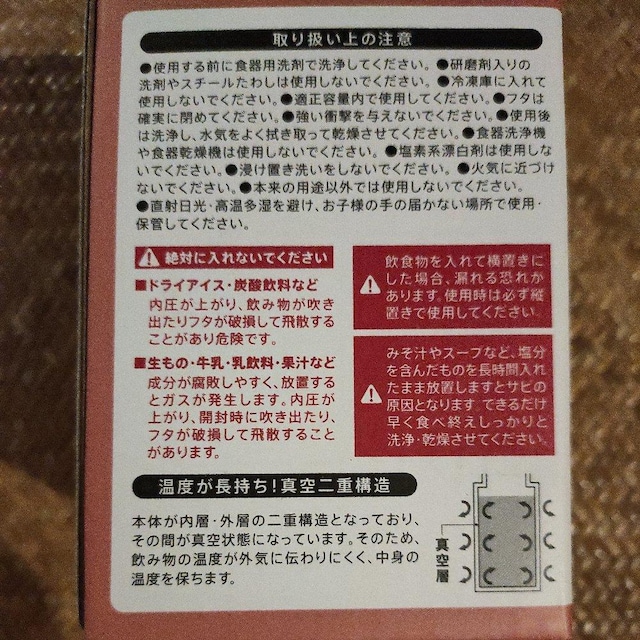 取り扱い上の注意
●使用する前に食器用洗剤で洗浄してください。●研磨剤入りの
洗剤やスチールたわしは使用しないでください。●冷凍庫に入れて
使用しないでください。●適正容量内で使用してください。●フタは
確実に閉めてください。●強い衝撃を与えないでください。●使用後
は洗浄し、水気をよく拭き取って乾燥させてください。●食器洗浄機
や食器乾燥機は使用しないでください。●塩素系漂白剤は使用しな
いでください。●浸け置き洗いをしないでください。●火気に近づけ
ないでください。●本来の用途以外では使用しないでください。
●直射日光・高温多湿を避け、お子様の手の届かない場所で使用・
保管してください。
絶対に入れないでください
■ドライアイス・炭酸飲料など
内圧が上がり、飲み物が吹き
出たりフタが破損して飛散する
ことがあり危険です。
■生もの・牛乳・乳飲料・果汁など
成分が腐敗しやすく、放置する
とガスが発生します。内圧が
上がり、開封時に吹き出たり、
フタが破損して飛散すること
があります。
飲食物を入れて横置きに
した場合、漏れる恐れが
あります。使用時は必ず縦
置きで使用してください。
みそ汁やスープなど、塩分
を含んだものを長時間入れ
たまま放置しますとサビの
原因となります。できるだけ
早く食べ終えしっかりと
洗浄・乾燥させてください。
温度が長持ち!真空二重構造
本体が内層・外層の二重構造となっており、
その間が真空状態になっています。そのため、
飲み物の温度が外気に伝わりにくく、中身の
温度を保ちます。
真空層